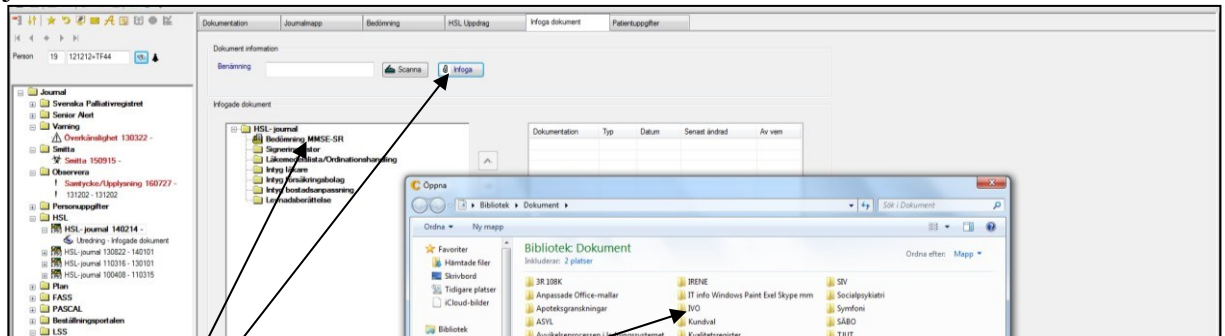 Dokumentation Journalmapp Bedömning HSL Uppdrag Infoga dokument Patientuppgifter
Person 19 121212-TF44
Dokument information
Benämning Scanna Infoga
Infogade dokument
Journal
Svenska Palliativregistret
Senior Alert
Varning
Överkänslighet 130322 -
Smitta
Smitta 150915 -
Observera
Samtycke/Upplysning 160727 -
131202 - 131202
Personuppgifter
HSL
HSL- journal 140214 -
Utredning - Infogade dokument
HSL- journal 130822 - 140101
HSL- journal 110316 - 130101
HSL- journal 100408 - 110315
Plan
FASS
PASCAL
Beställningsportalen
LSS
HSL- journal
Bedömning MMSE-SR
Läkemedelslista/Ordinationshandling
Intyg läkare
Intyg försäkringsbolag
Intyg bostadsanpassning
Levnadsberättelse
Dokumentation Typ Datum Senast ändrad Av vem
Öppna
Bibliotek Dokument
Sök i Dokument
Ordna Ny mapp
Favoriter
Hämtade filer
Skrivbord
Tidigare platser
iCloud-bilder
Bibliotek
Bibliotek: Dokument
Inkluderar: 2 platser
Ordna efter: Mapp
3R 108K
Anpassade Office-mallar
Apoteksgranskningar
ASYL
IRENE
IT info Windows Paint Exel Skype mm
IVO
Kundval
Kvalitetsregister
SIV
Socialpsykiatri
Symfoni
SÄBO
TJUT